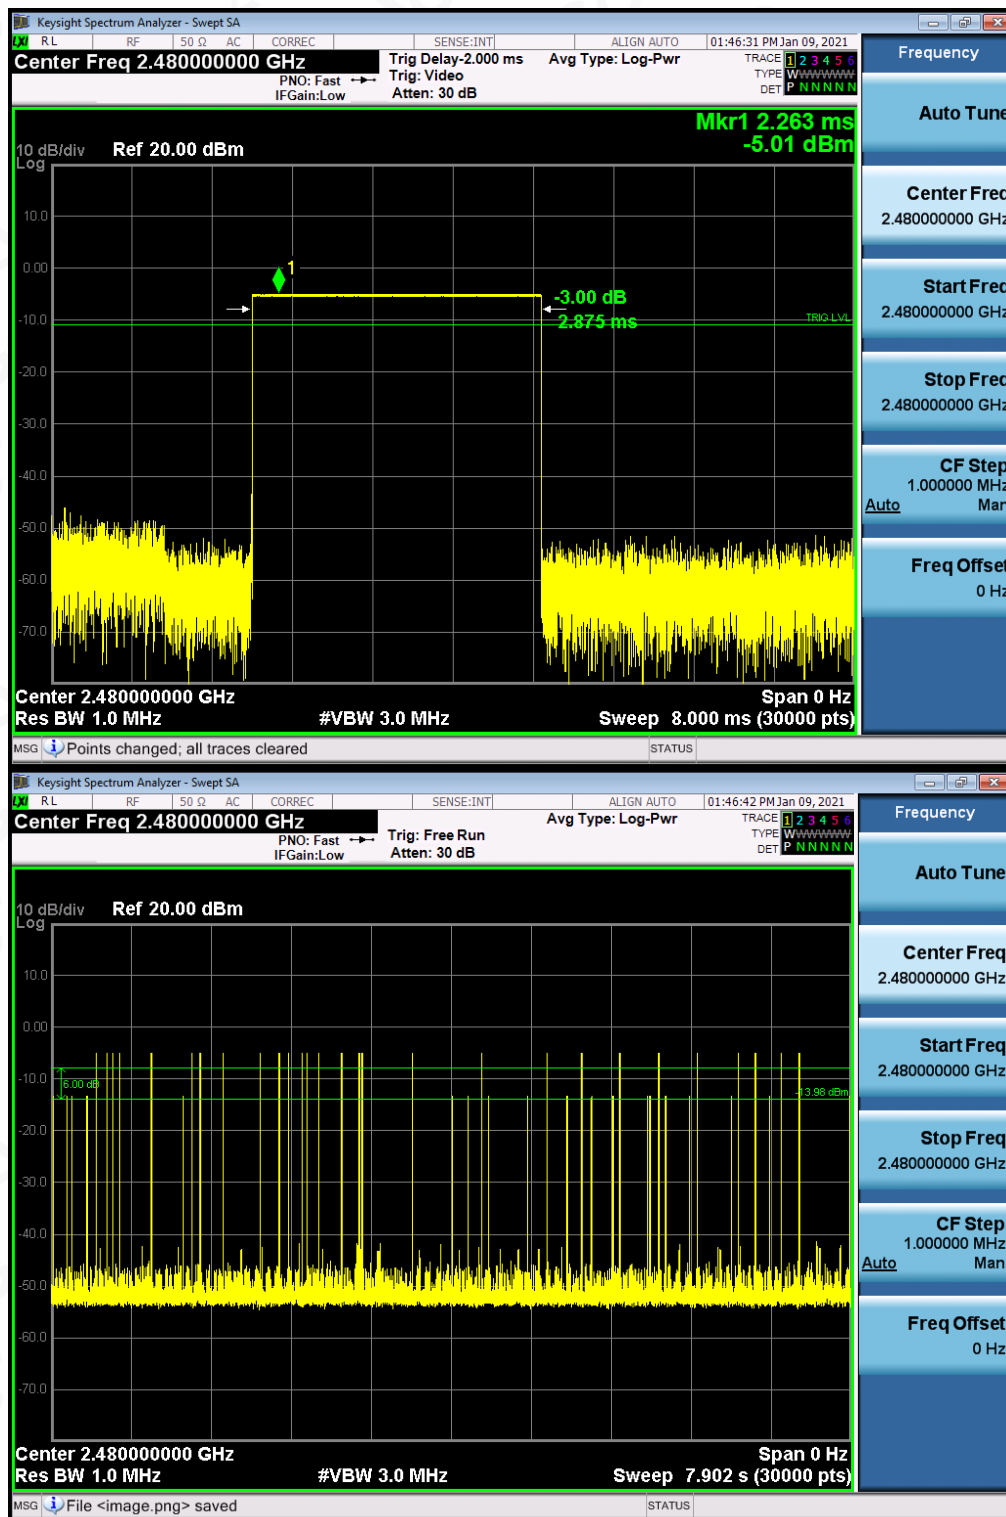 Keysight Spectrum Analyzer - Swept SA
LXI RL RF 50 Ω AC CORREC SENSE:INT ALIGN AUTO 01:46:31 PM Jan 09, 2021
Center Freq 2.480000000 GHz
PNO: Fast
IFGain:Low
Trig Delay-2.000 ms
Trig: Video
Atten: 30 dB
Avg Type: Log-Pwr
TRACE 1 2 3 4 5 6
TYPE WWWWWW
DET P N N N N N
Mkr1 2.263 ms
-5.01 dBm
10 dB/div Ref 20.00 dBm
Log
10.0
0.00
1
-3.00 dB
2.875 ms
-10.0
TRIG LVL
-20.0
-30.0
-40.0
-50.0
-60.0
-70.0
Center 2.480000000 GHz Span 0 Hz
Res BW 1.0 MHz #VBW 3.0 MHz Sweep 8.000 ms (30000 pts)
MSG Points changed; all traces cleared STATUS
Frequency
Auto Tune
Center Freq
2.480000000 GHz
Start Freq
2.480000000 GHz
Stop Freq
2.480000000 GHz
CF Step
1.000000 MHz
Auto Man
Freq Offset
0 Hz
Keysight Spectrum Analyzer - Swept SA
LXI RL RF 50 Ω AC CORREC SENSE:INT ALIGN AUTO 01:46:42 PM Jan 09, 2021
Center Freq 2.480000000 GHz
PNO: Fast
IFGain:Low
Trig: Free Run
Atten: 30 dB
Avg Type: Log-Pwr
TRACE 1 2 3 4 5 6
TYPE WWWWWW
DET P N N N N N
10 dB/div Ref 20.00 dBm
Log
10.0
0.00
-10.0
6.00 dB
-13.98 dBm
-20.0
-30.0
-40.0
-50.0
-60.0
-70.0
Center 2.480000000 GHz Span 0 Hz
Res BW 1.0 MHz #VBW 3.0 MHz Sweep 7.902 s (30000 pts)
MSG File <image.png> saved STATUS
Frequency
Auto Tune
Center Freq
2.480000000 GHz
Start Freq
2.480000000 GHz
Stop Freq
2.480000000 GHz
CF Step
1.000000 MHz
Auto Man
Freq Offset
0 Hz